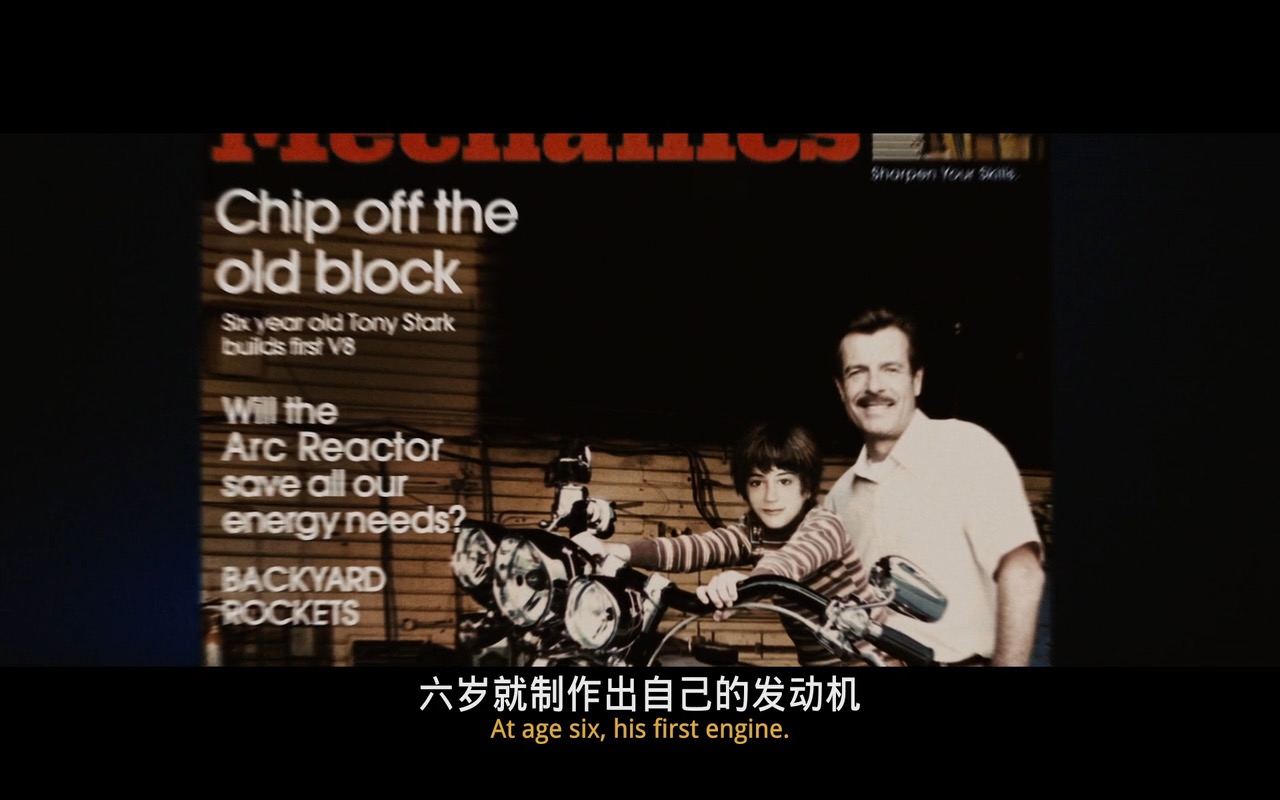 Mechanics
Sharpen Your Skills.
Chip off the
old block
Six year old Tony Stark
builds first V8
Will the
Arc Reactor
save all our
energy needs?
BACKYARD
ROCKETS
六岁就制作出自己的发动机
At age six, his first engine.